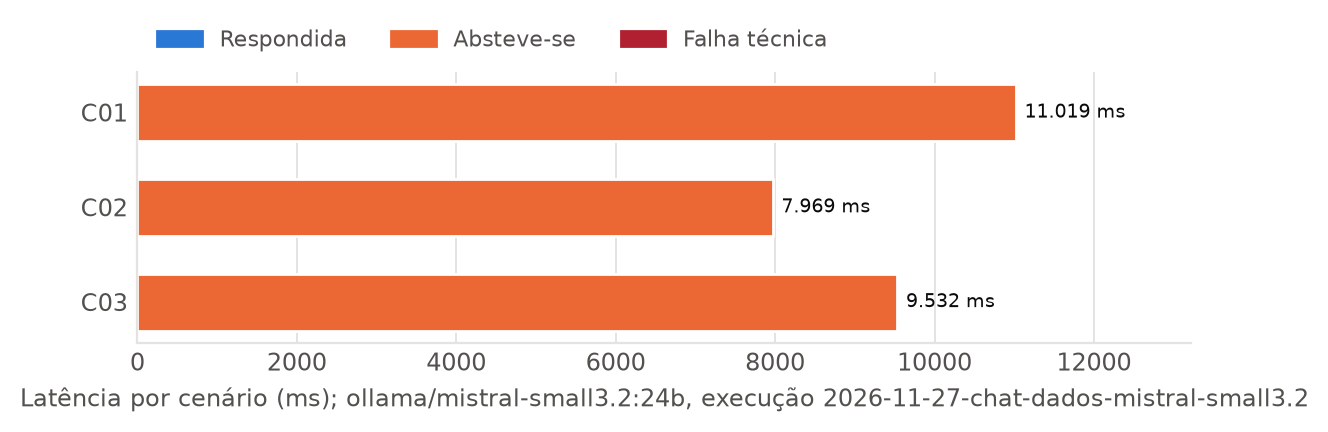 Respondida Absteve-se Falha técnica
C01 11.019 ms
C02 7.969 ms
C03 9.532 ms
0 2000 4000 6000 8000 10000 12000
Latência por cenário (ms); ollama/mistral-small3.2:24b, execução 2026-11-27-chat-dados-mistral-small3.2